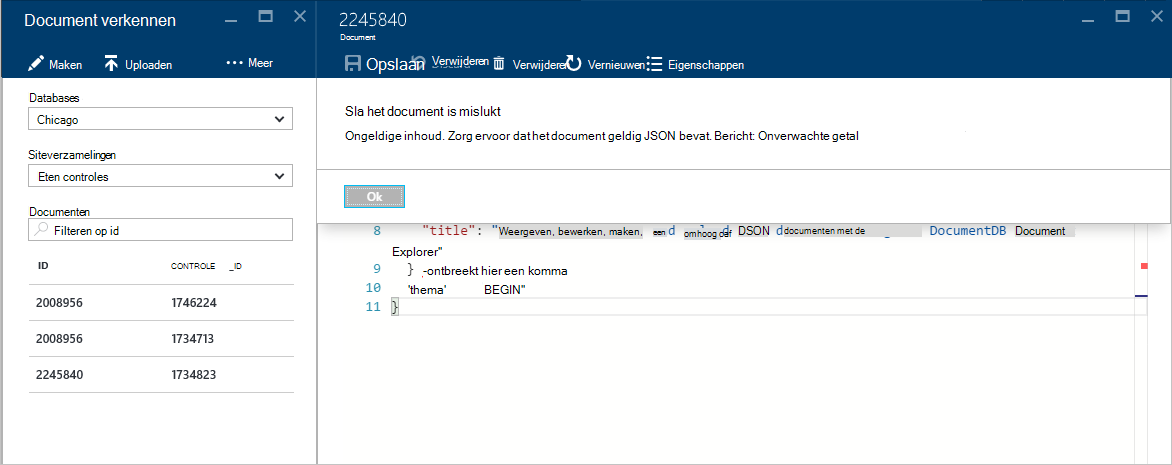 Document verkennen
Maken Uploaden Meer
Databases
Chicago
Siteverzamelingen
Eten controles
Documenten
Filteren op id
ID CONTROLE _ID
2008956 1746224
2008956 1734713
2245840 1734823
2245840
Document
Opslaan Verwijderen Verwijderen Vernieuwen Eigenschappen
Sla het document is mislukt
Ongeldige inhoud. Zorg ervoor dat het document geldig JSON bevat. Bericht: Onverwachte getal
Ok
8 "title": "Weergeven, bewerken, maken, een d omhoog der d DSON d documenten met de DocumentDB Document
Explorer"
9 } -ontbreekt hier een komma
10 'thema' BEGIN"
11 }